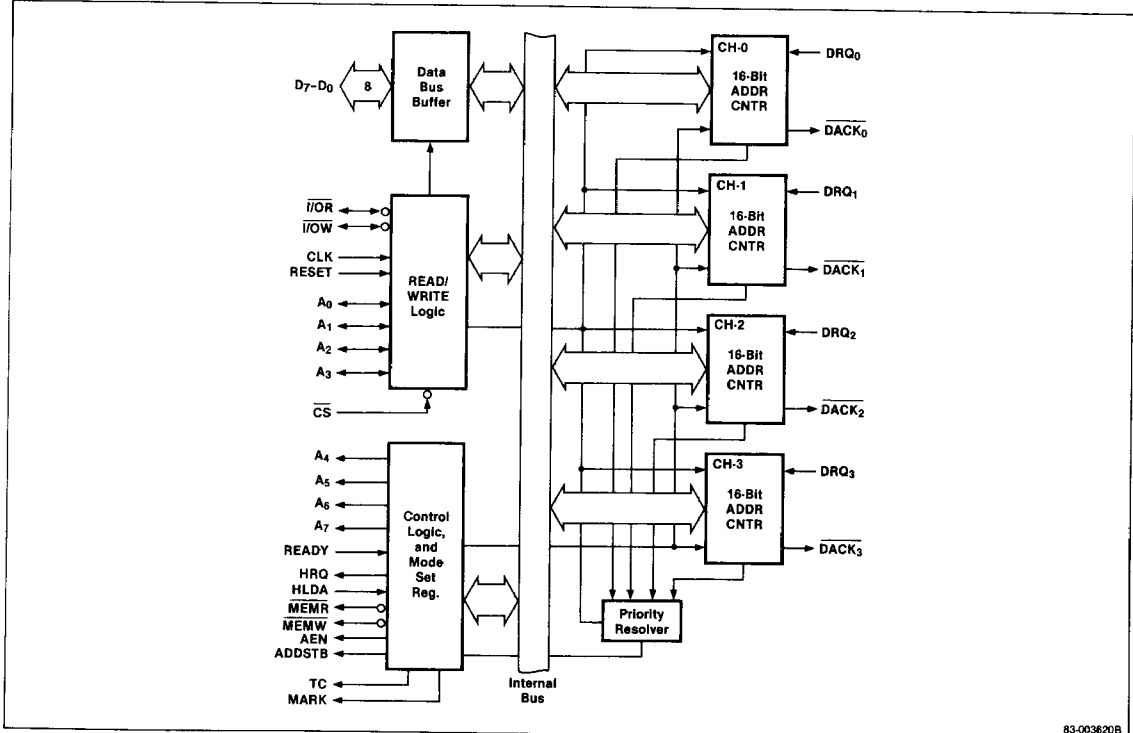 D7-D0
8
Data
Bus
Buffer
I/OR
I/OW
CLK
RESET
A0
A1
A2
A3
CS
READ/
WRITE
Logic
A4
A5
A6
A7
READY
HRQ
HLDA
MEMR
MEMW
AEN
ADDSTB
TC
MARK
Control
Logic,
and Mode
Set
Reg.
Internal
Bus
CH-0
16-Bit
ADDR
CNTR
DRQ0
DACK0
CH-1
16-Bit
ADDR
CNTR
DRQ1
DACK1
CH-2
16-Bit
ADDR
CNTR
DRQ2
DACK2
CH-3
16-Bit
ADDR
CNTR
DRQ3
DACK3
Priority
Resolver
83-003620B